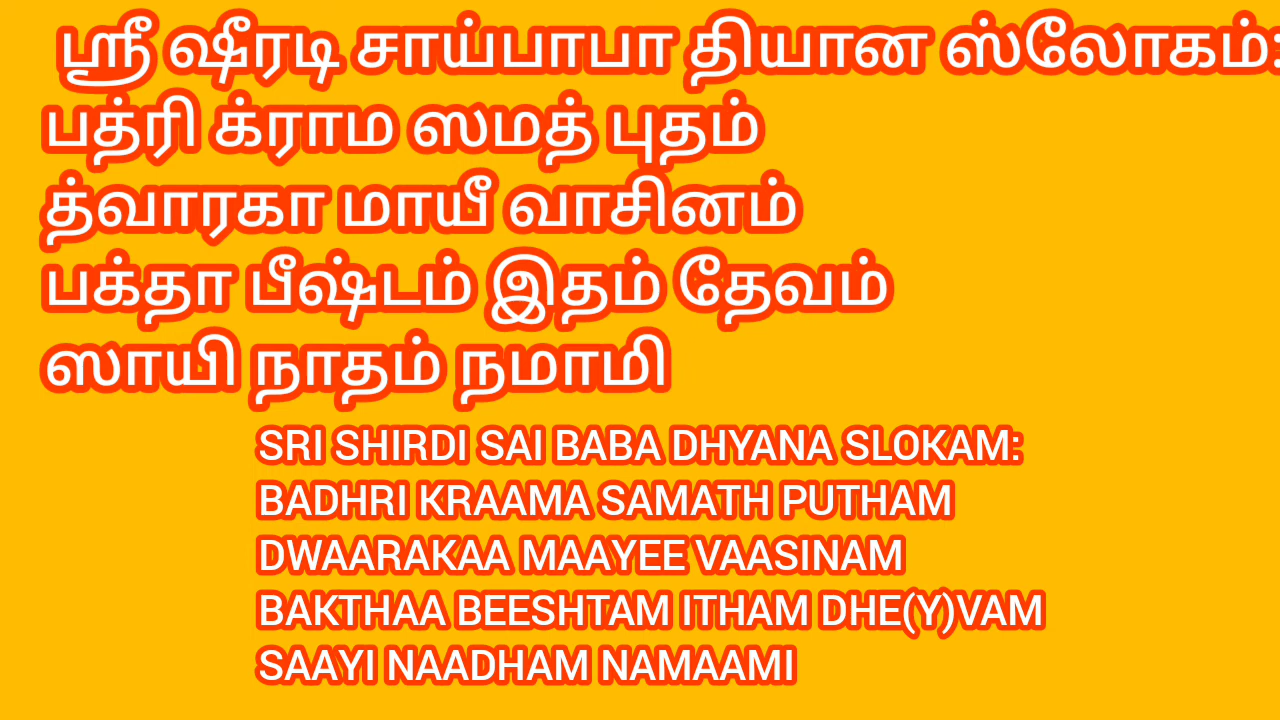 ஸ்ரீ ஷீரடி சாய்பாபா தியான ஸ்லோகம்:
பத்ரி க்ராம ஸமத் புதம்
த்வாரகா மாயீ வாசினம்
பக்தா பீஷ்டம் இதம் தேவம்
ஸாயி நாதம் நமாமி
SRI SHIRDI SAI BABA DHYANA SLOKAM:
BADHRI KRAAMA SAMATH PUTHAM
DWAARAKAA MAAYEE VAASINAM
BAKTHAA BEESHTAM ITHAM DHE(Y)VAM
SAAYI NAADHAM NAMAAMI